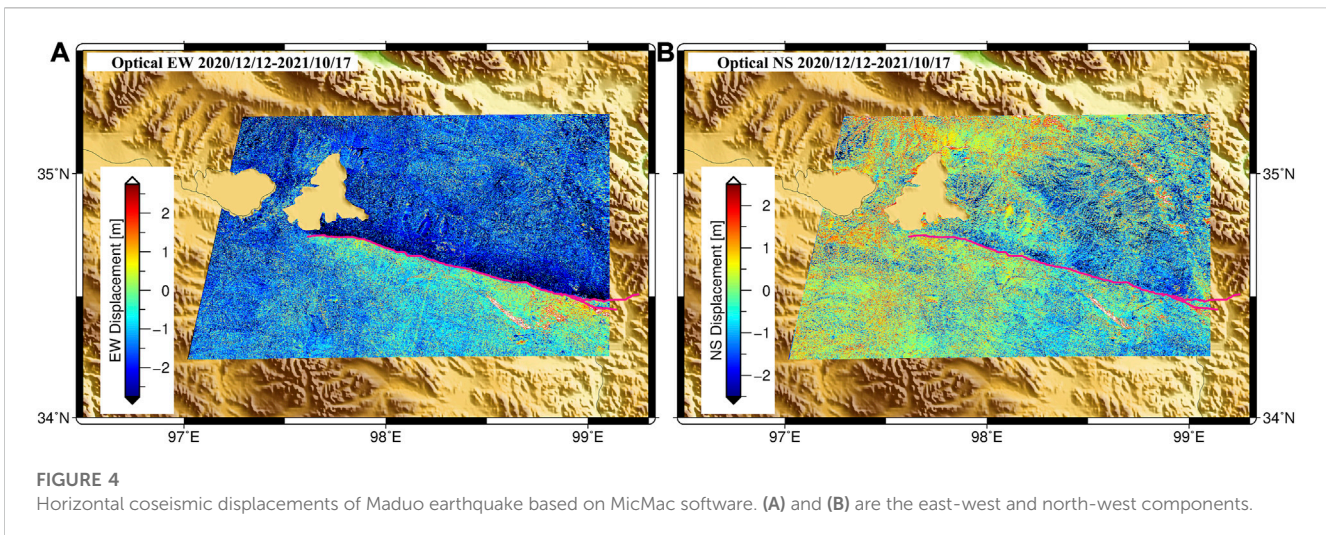 A
Optical EW 2020/12/12-2021/10/17
35˚N
34˚N
EW Displacement [m]
2
1
0
−1
−2
97˚E
98˚E
99˚E
B
Optical NS 2020/12/12-2021/10/17
35˚N
34˚N
NS Displacement [m]
2
1
0
−1
−2
97˚E
98˚E
99˚E
FIGURE 4
Horizontal coseismic displacements of Maduo earthquake based on MicMac software. (A) and (B) are the east-west and north-west components.